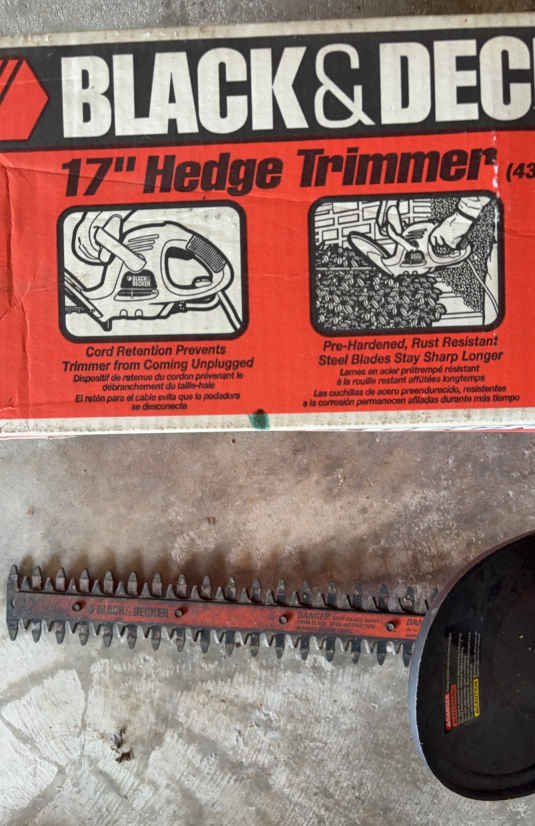 BLACK&DEC
17" Hedge Trimmer (43
BLACK&
DECKER
Cord Retention Prevents
Trimmer from Coming Unplugged
Dispositif de retenue du cordon prévenant le
débranchement du taille-haie
El retén para el cable evita que la podadora
se desconecte
Pre-Hardened, Rust Resistant
Steel Blades Stay Sharp Longer
Lames en acier prétrempé résistant
à la rouille restant affûtées longtemps
Las cuchillas de acero preendurecido, resistentes
a la corrosión permanecen afiladas durante más tiempo
BLACK&DECKER
DANGER
DAN